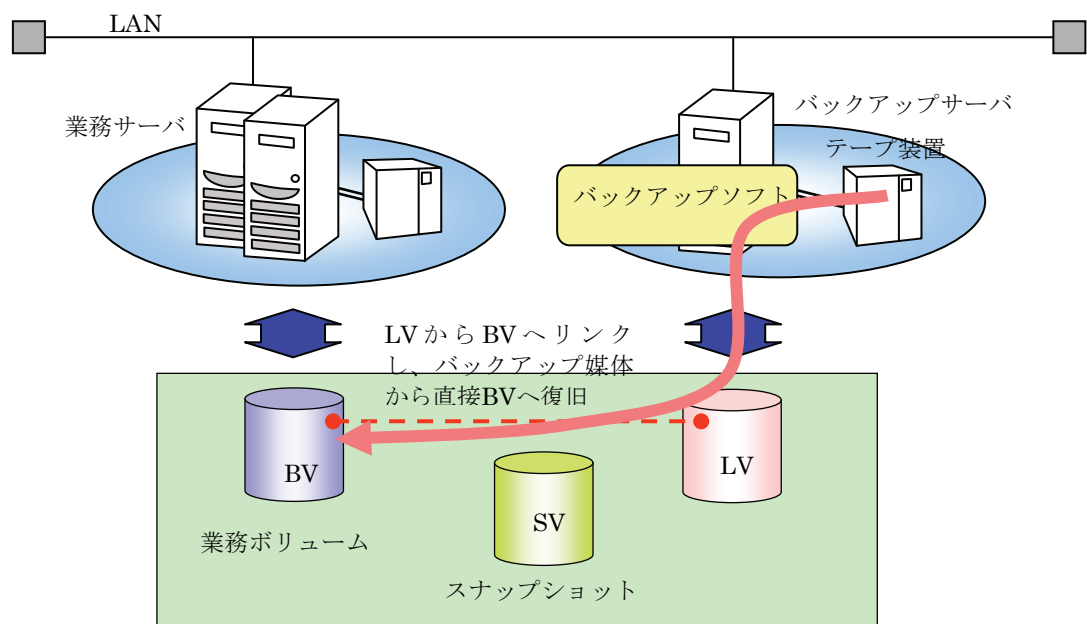 LAN
業務サーバ
バックアップサーバ
テープ装置
バックアップソフト
LVからBVへリンク
し、バックアップ媒体
から直接BVへ復旧
BV
LV
SV
業務ボリューム
スナップショット